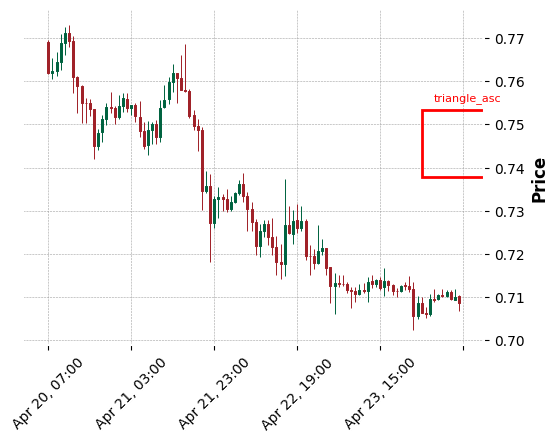 0.77
0.76
triangle_asc
0.75
0.74
Price
0.73
0.72
0.71
0.70
Apr 20, 07:00
Apr 21, 03:00
Apr 21, 23:00
Apr 22, 19:00
Apr 23, 15:00